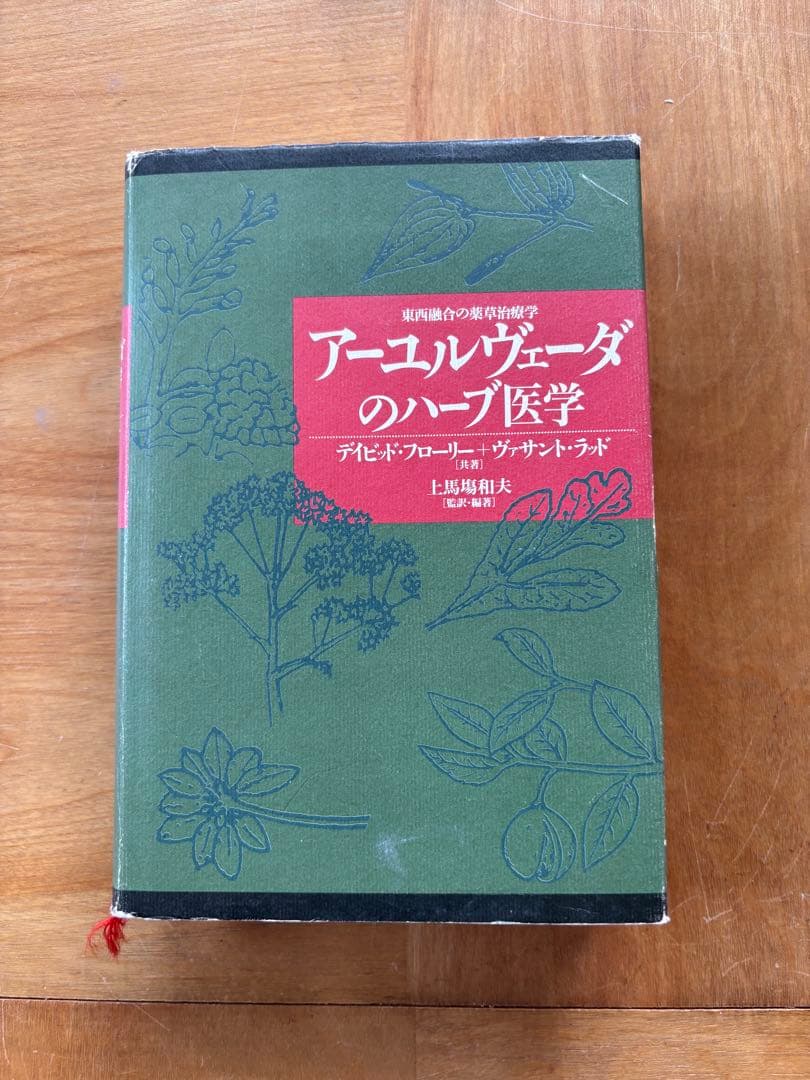 東西融合の薬草治療学
アーユルヴェーダ
のハーブ医学
デイビッド・フローリー+ヴァサント・ラッド
[共著]
上馬塲和夫
[監訳・編著]